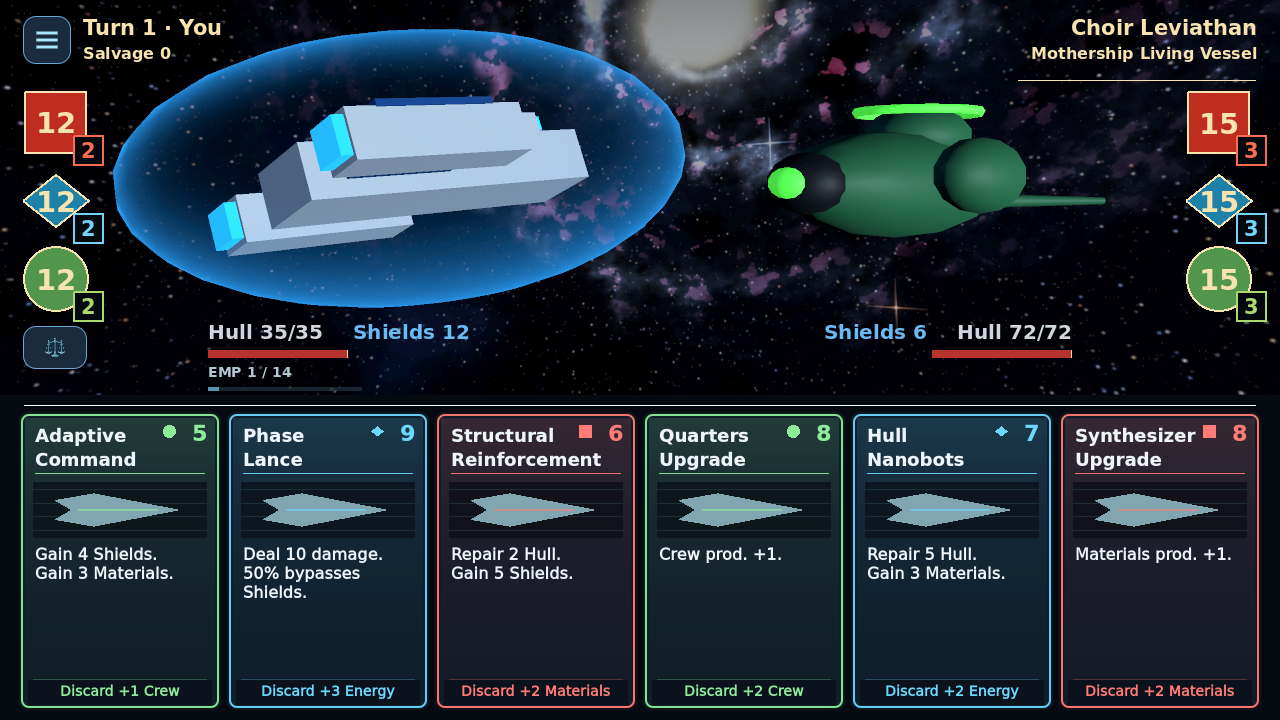 Turn 1 · You
Salvage 0
Choir Leviathan
Mothership Living Vessel
12
2
12
2
12
2
15
3
15
3
15
3
Hull 35/35 Shields 12
EMP 1 / 14
Shields 6 Hull 72/72
Adaptive Command 5
Gain 4 Shields.
Gain 3 Materials.
Discard +1 Crew
Phase Lance 9
Deal 10 damage.
50% bypasses
Shields.
Discard +3 Energy
Structural Reinforcement 6
Repair 2 Hull.
Gain 5 Shields.
Discard +2 Materials
Quarters Upgrade 8
Crew prod. +1.
Discard +2 Crew
Hull Nanobots 7
Repair 5 Hull.
Gain 3 Materials.
Discard +2 Energy
Synthesizer Upgrade 8
Materials prod. +1.
Discard +2 Materials